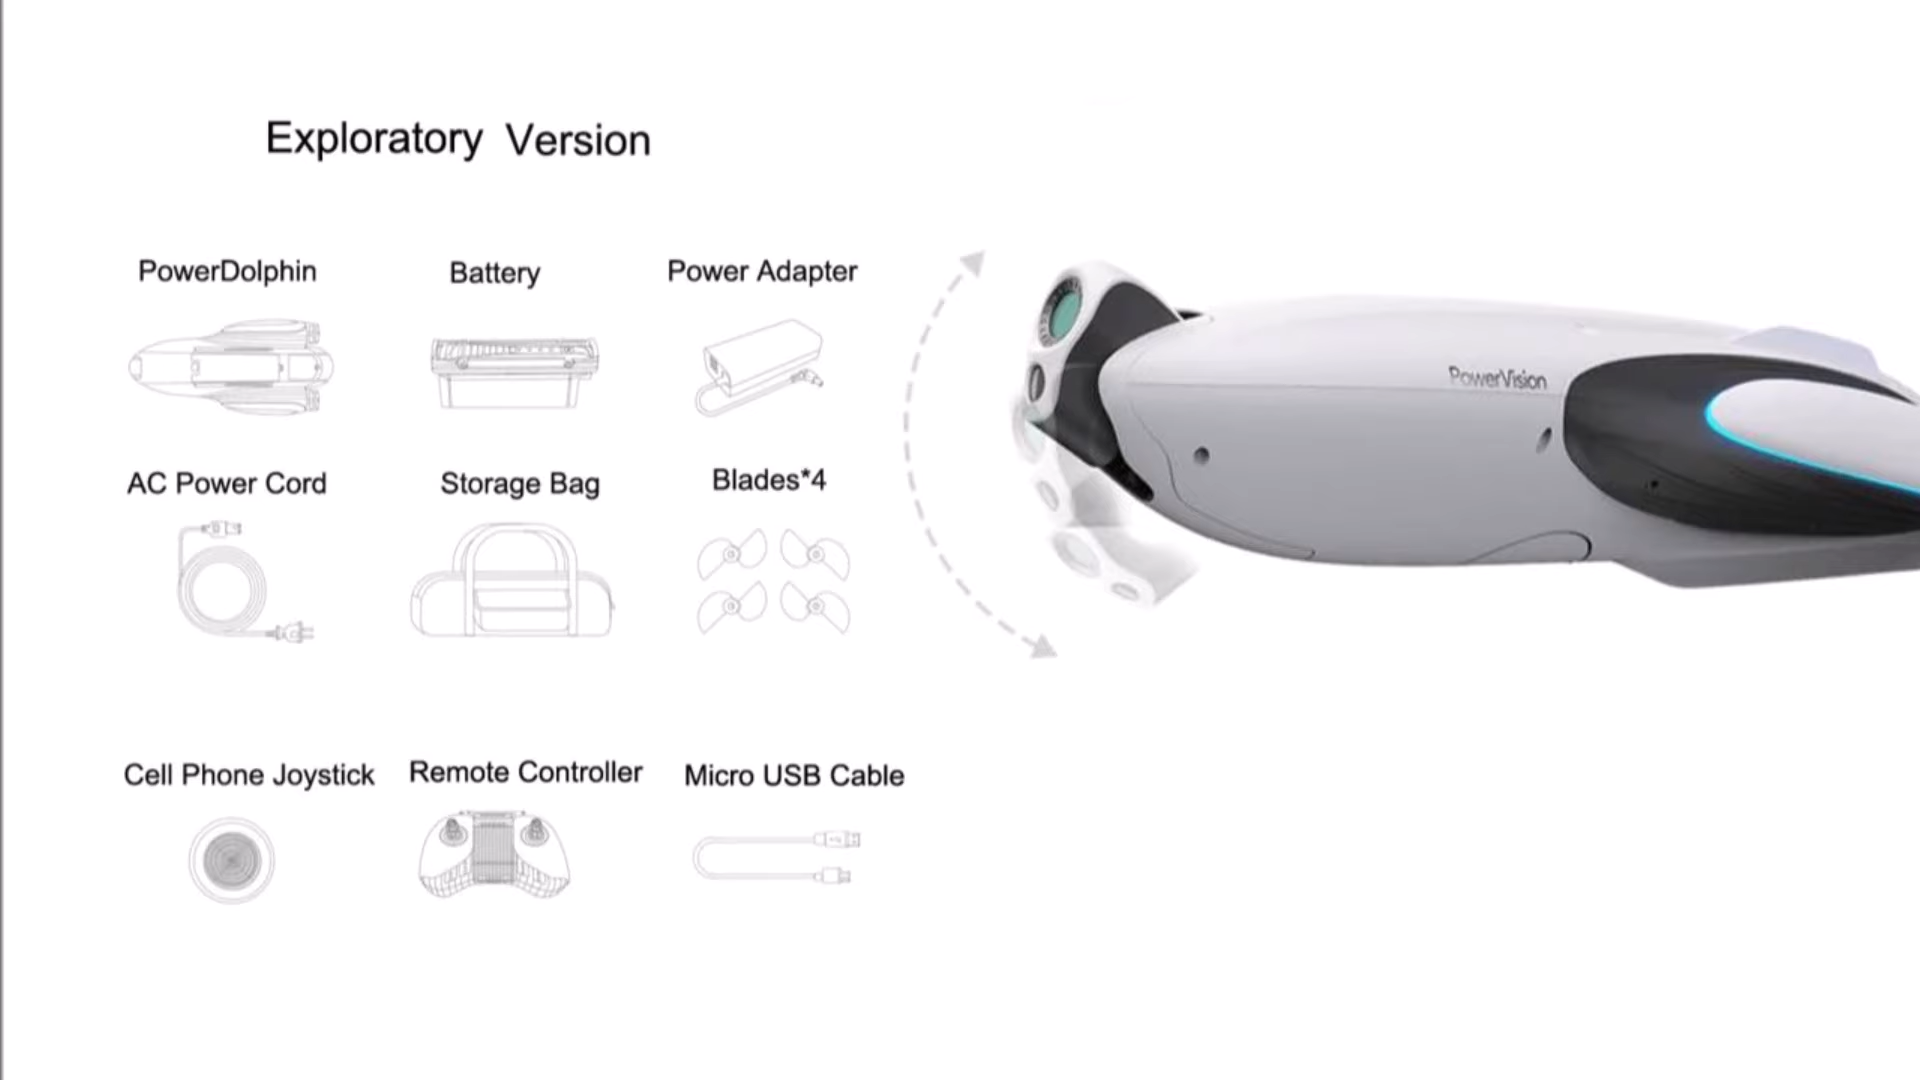 Exploratory Version
PowerDolphin
Battery
Power Adapter
AC Power Cord
Storage Bag
Blades*4
Cell Phone Joystick
Remote Controller
Micro USB Cable
PowerVision